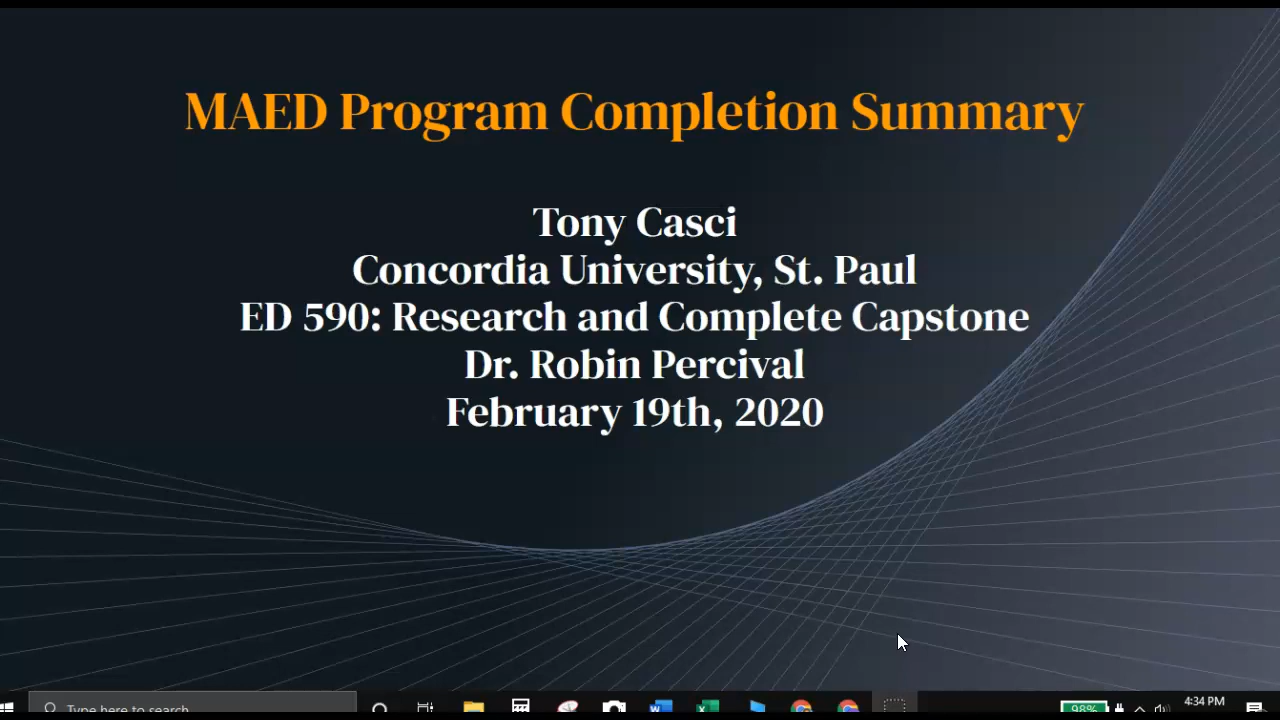 MAED Program Completion Summary
Tony Casci
Concordia University, St. Paul
ED 590: Research and Complete Capstone
Dr. Robin Percival
February 19th, 2020
Type here to search
98%
4:34 PM